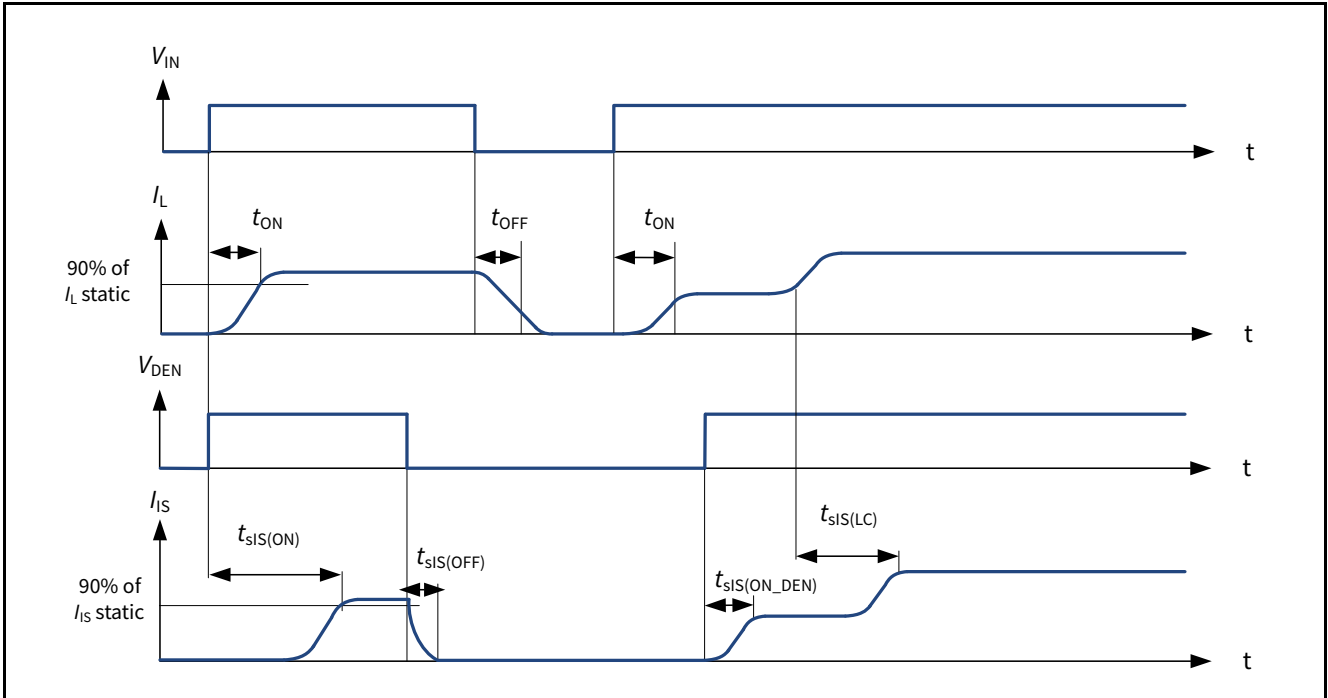 VIN
t
IL
tON
tOFF
tON
90% of
IL static
t
VDEN
t
IIS
tsIS(ON)
tsIS(OFF)
tsIS(LC)
tsIS(ON_DEN)
90% of
IIS static
t